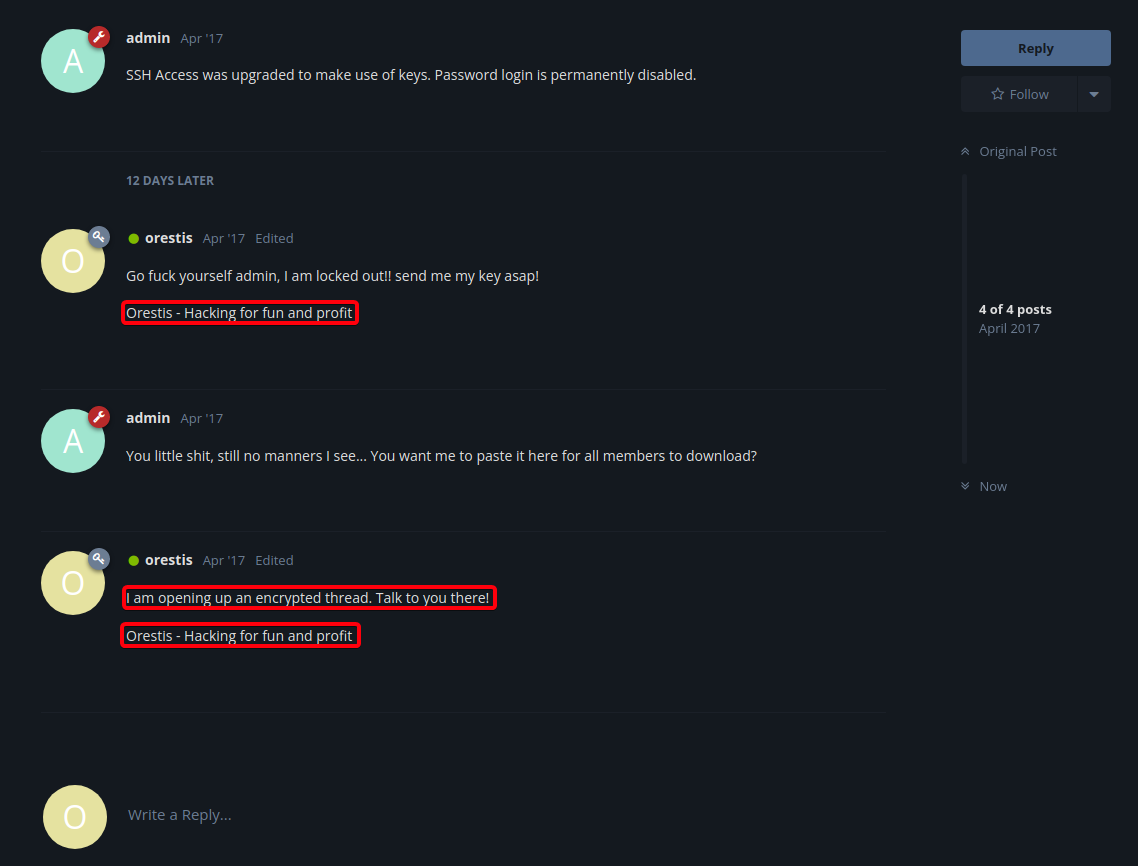 A
admin Apr '17
SSH Access was upgraded to make use of keys. Password login is permanently disabled.
Reply
Follow
Original Post
12 DAYS LATER
O
orestis Apr '17 Edited
Go fuck yourself admin, I am locked out!! send me my key asap!
Orestis - Hacking for fun and profit
4 of 4 posts
April 2017
A
admin Apr '17
You little shit, still no manners I see... You want me to paste it here for all members to download?
Now
O
orestis Apr '17 Edited
I am opening up an encrypted thread. Talk to you there!
Orestis - Hacking for fun and profit
O
Write a Reply...